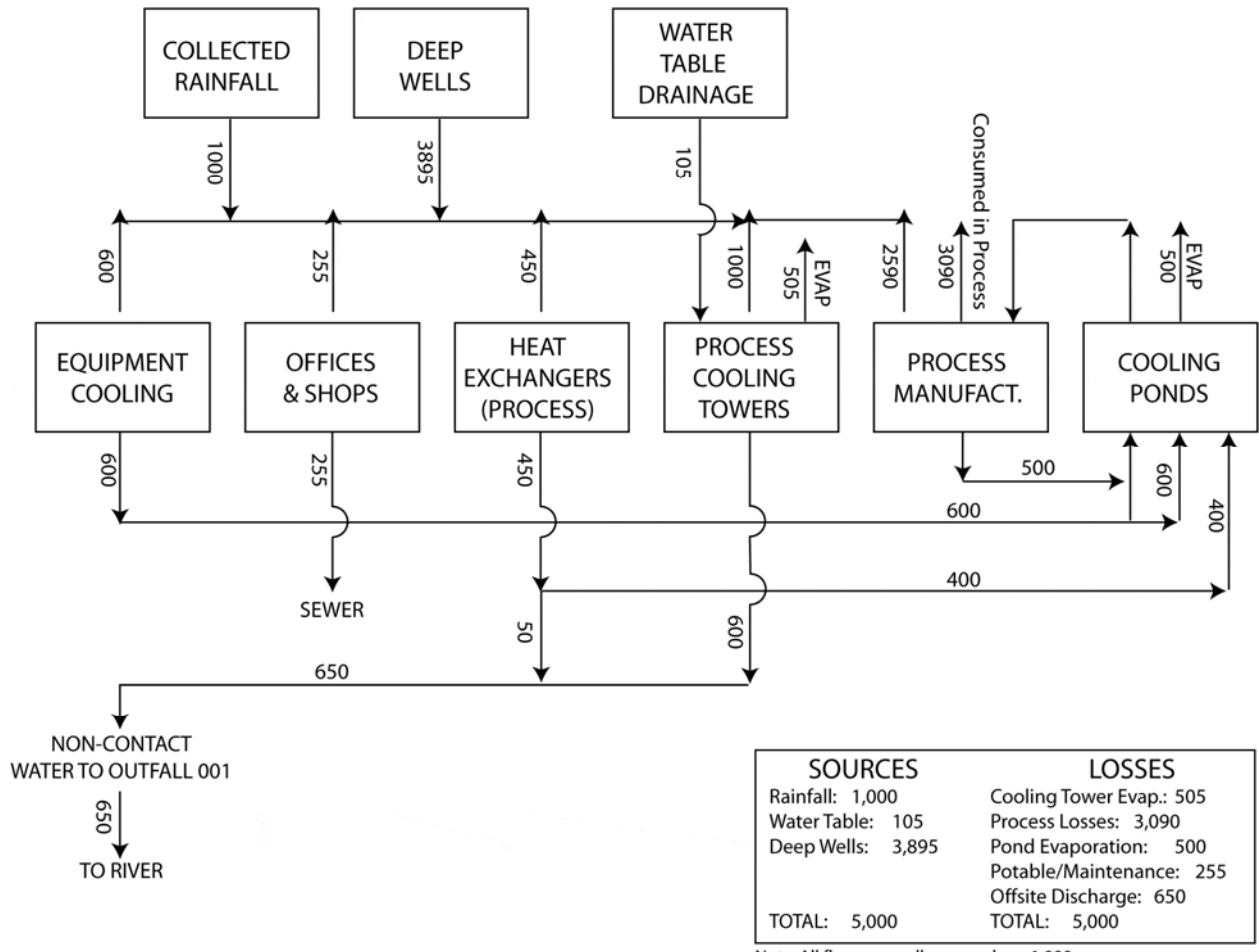 COLLECTED
RAINFALL
DEEP
WELLS
WATER
TABLE
DRAINAGE
1000
3895
105
Consumed in Process
600
255
450
1000
505
EVAP
2590
3090
500
EVAP
EQUIPMENT
COOLING
OFFICES
& SHOPS
HEAT
EXCHANGERS
(PROCESS)
PROCESS
COOLING
TOWERS
PROCESS
MANUFACT.
COOLING
PONDS
600
255
450
500
600
600
400
400
SEWER
50
600
650
NON-CONTACT
WATER TO OUTFALL 001
650
TO RIVER
SOURCES
Rainfall: 1,000
Water Table: 105
Deep Wells: 3,895
TOTAL: 5,000
LOSSES
Cooling Tower Evap.: 505
Process Losses: 3,090
Pond Evaporation: 500
Potable/Maintenance: 255
Offsite Discharge: 650
TOTAL: 5,000